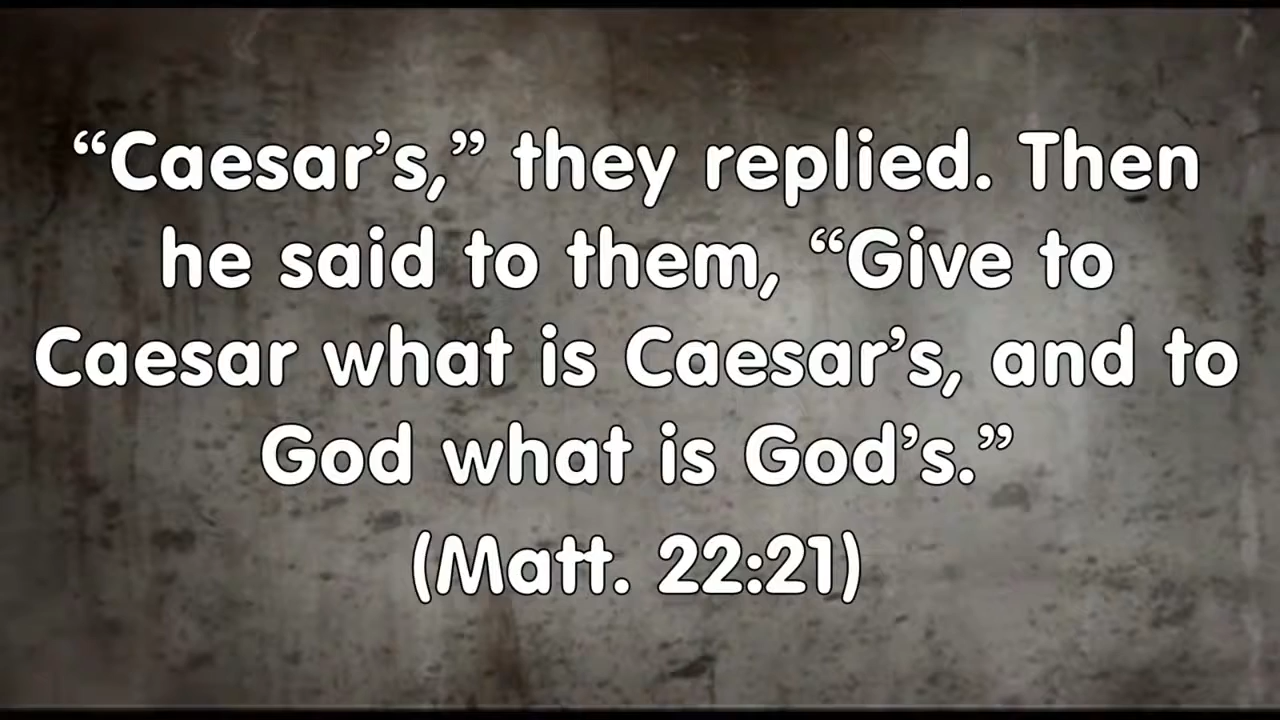 “Caesar’s,” they replied. Then
he said to them, “Give to
Caesar what is Caesar’s, and to
God what is God’s.”
(Matt. 22:21)